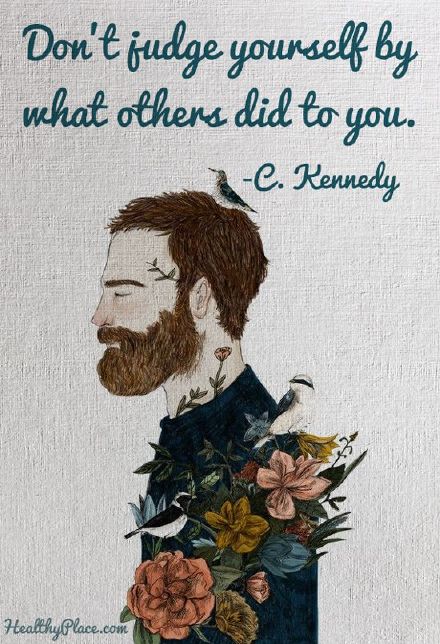 Don't judge yourself by
what others did to you.
-C. Kennedy
HealthyPlace.com